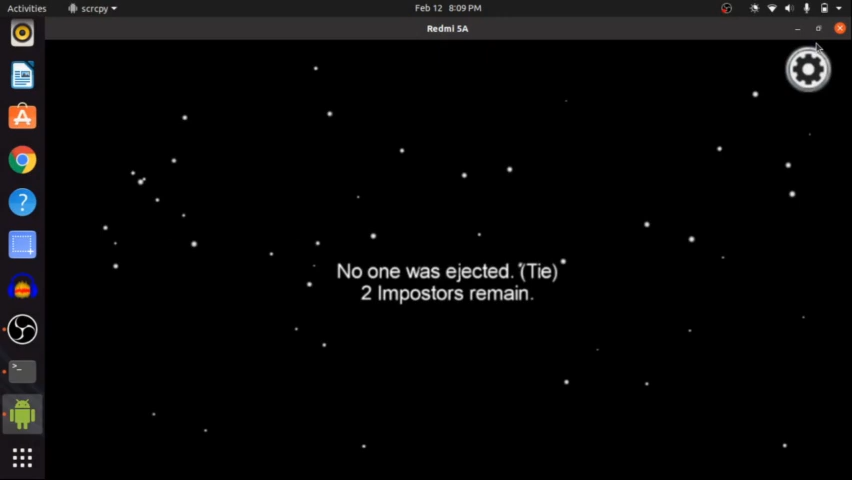 Activities
scrcpy
Feb 12 8:09 PM
Redmi 5A
No one was ejected. (Tie)
2 Impostors remain.